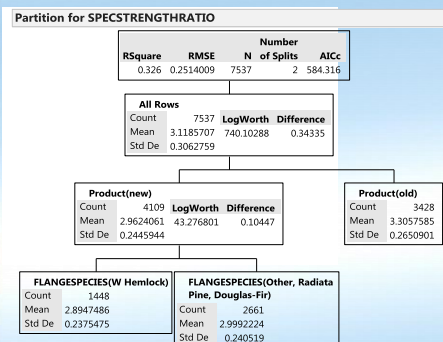 Partition for SPECSTRENGTHRATIO
Number
RSquare RMSE N of Splits AICc
0.326 0.2514009 7537 2 584.316
All Rows
Count 7537 LogWorth Difference
Mean 3.1185707 740.10288 0.34335
Std De 0.3062759
Product(new)
Count 4109 LogWorth Difference
Mean 2.9624061 43.276801 0.10447
Std De 0.2445944
Product(old)
Count 3428
Mean 3.3057585
Std De 0.2650901
FLANGESPECIES(W Hemlock)
Count 1448
Mean 2.8947486
Std De 0.2375475
FLANGESPECIES(Other, Radiata
Pine, Douglas-Fir)
Count 2661
Mean 2.9992224
Std De 0.240519